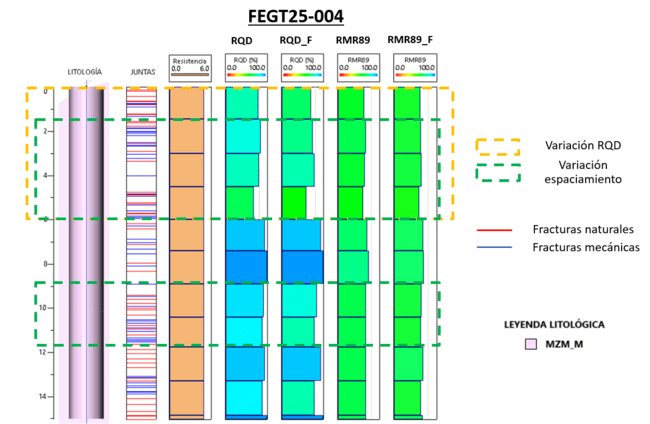 FEGT25-004
RQD RQD_F RMR89 RMR89_F
LITOLOGÍA JUNTAS Resistencia RQD (%) RQD (%) RMR89 RMR89
0.0 6.0 0.0 100.0 0.0 100.0 0.0 100.0 0.0 100.0
2
4
6
8
10
12
14
Variación RQD
Variación
espaciamiento
Fracturas naturales
Fracturas mecánicas
LEYENDA LITOLÓGICA
MZM_M